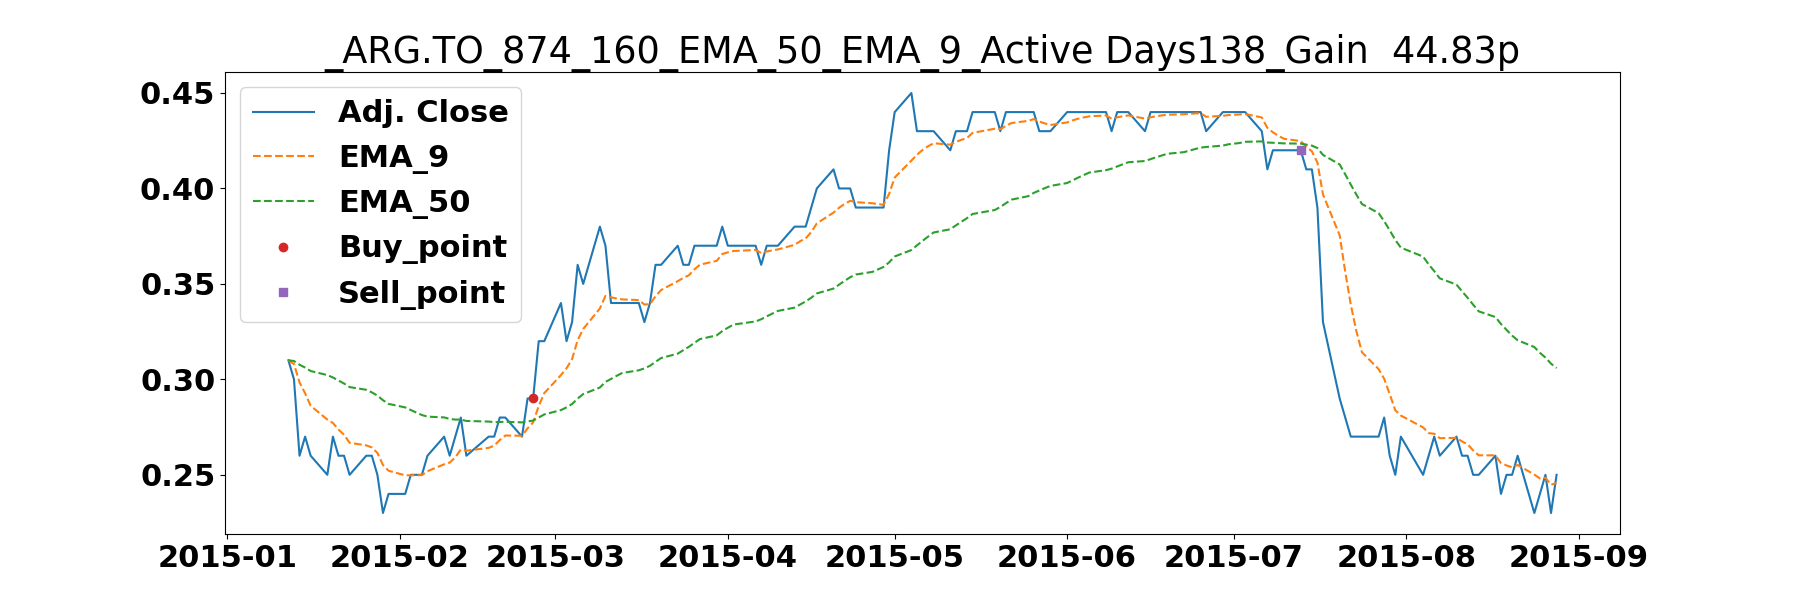 _ARG.TO_874_160_EMA_50_EMA_9_Active Days138_Gain  44.83p
0.45
0.40
0.35
0.30
0.25
Adj. Close
EMA_9
EMA_50
Buy_point
Sell_point
2015-01 2015-02 2015-03 2015-04 2015-05 2015-06 2015-07 2015-08 2015-09